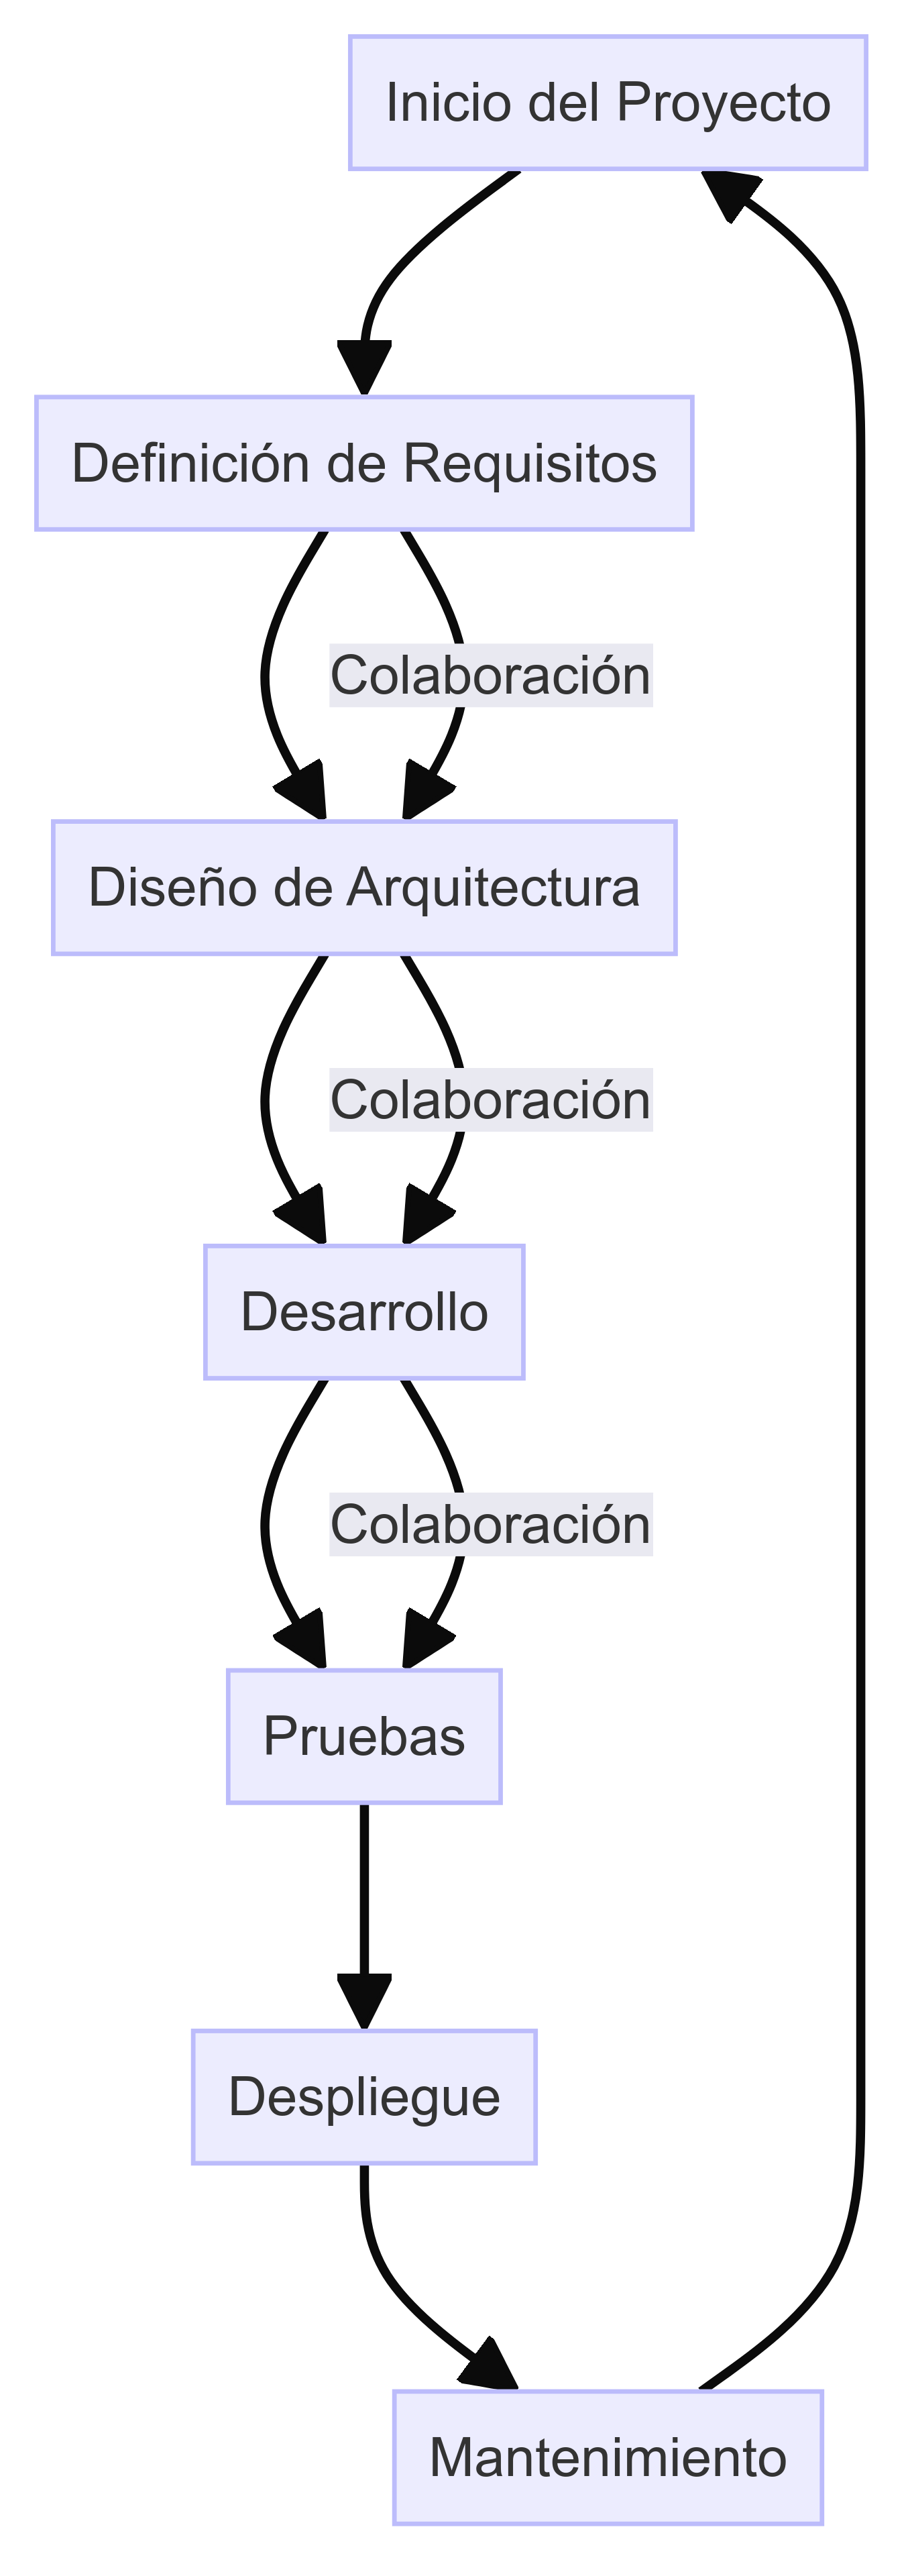 Inicio del Proyecto
Definición de Requisitos
Colaboración
Diseño de Arquitectura
Colaboración
Desarrollo
Colaboración
Pruebas
Despliegue
Mantenimiento